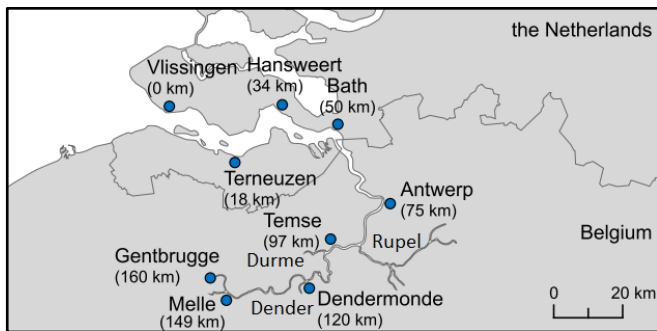 the Netherlands
Vlissingen
(0 km)
Hansweert
(34 km)
Bath
(50 km)
Terneuzen
(18 km)
Antwerp
(75 km)
Temse
(97 km)
Rupel
Belgium
Durme
Gentbrugge
(160 km)
Melle
(149 km)
Dender
Dendermonde
(120 km)
0 20 km